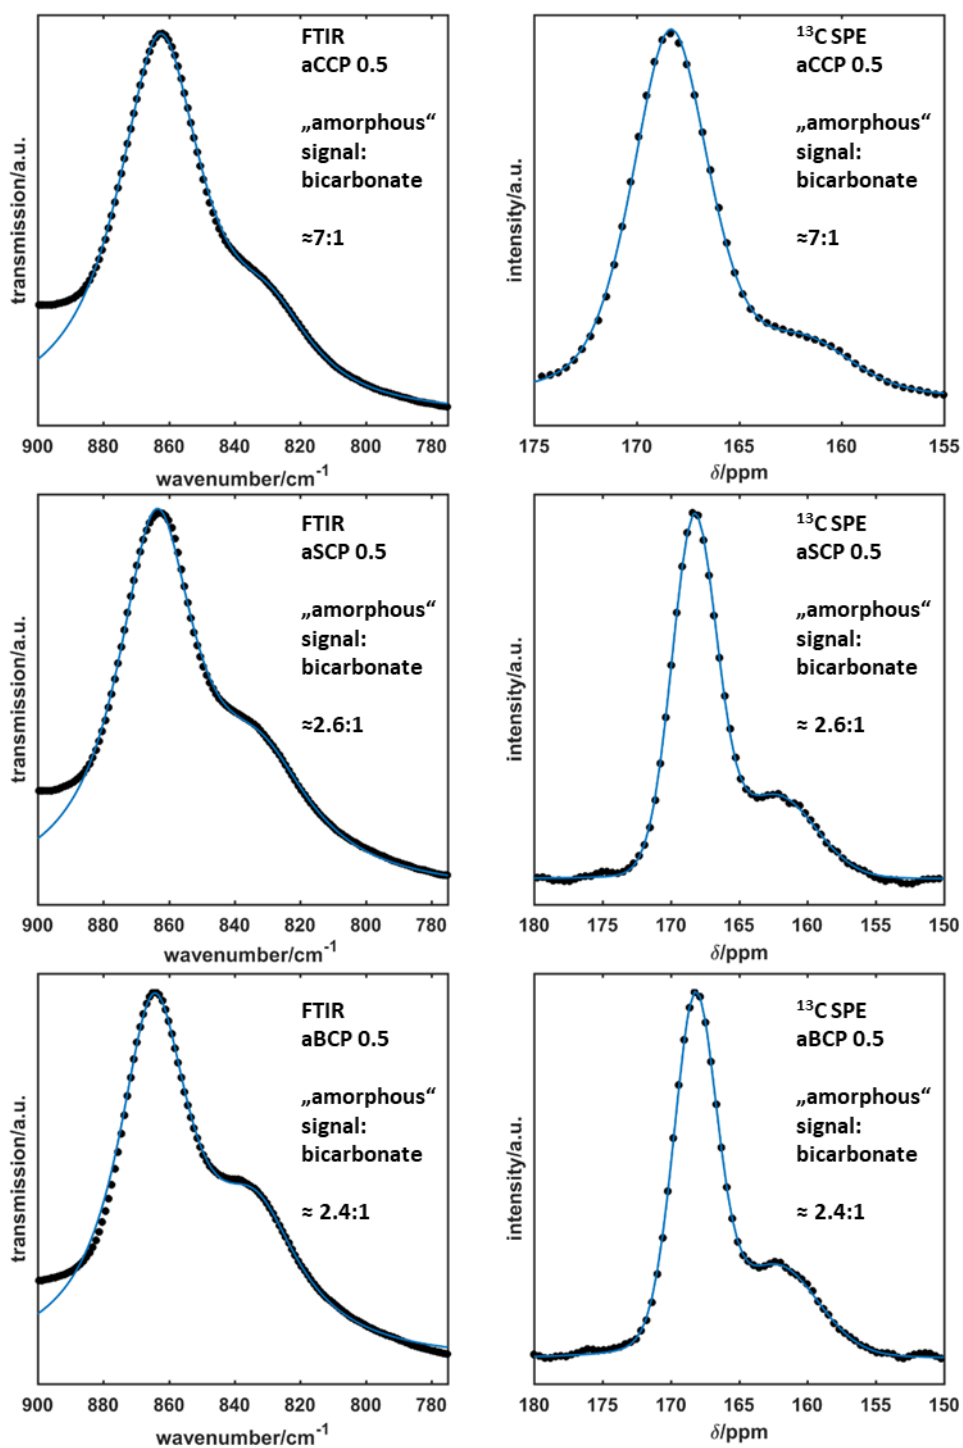 FTIR
aCCP 0.5
„amorphous“
signal:
bicarbonate
≈7:1
transmission/a.u.
900 880 860 840 820 800 780
wavenumber/cm⁻¹
¹³C SPE
aCCP 0.5
„amorphous“
signal:
bicarbonate
≈7:1
intensity/a.u.
175 170 165 160 155
δ/ppm
FTIR
aSCP 0.5
„amorphous“
signal:
bicarbonate
≈2.6:1
transmission/a.u.
900 880 860 840 820 800 780
wavenumber/cm⁻¹
¹³C SPE
aSCP 0.5
„amorphous“
signal:
bicarbonate
≈ 2.6:1
intensity/a.u.
180 175 170 165 160 155 150
δ/ppm
FTIR
aBCP 0.5
„amorphous“
signal:
bicarbonate
≈ 2.4:1
transmission/a.u.
900 880 860 840 820 800 780
wavenumber/cm⁻¹
¹³C SPE
aBCP 0.5
„amorphous“
signal:
bicarbonate
≈ 2.4:1
intensity/a.u.
180 175 170 165 160 155 150
δ/ppm